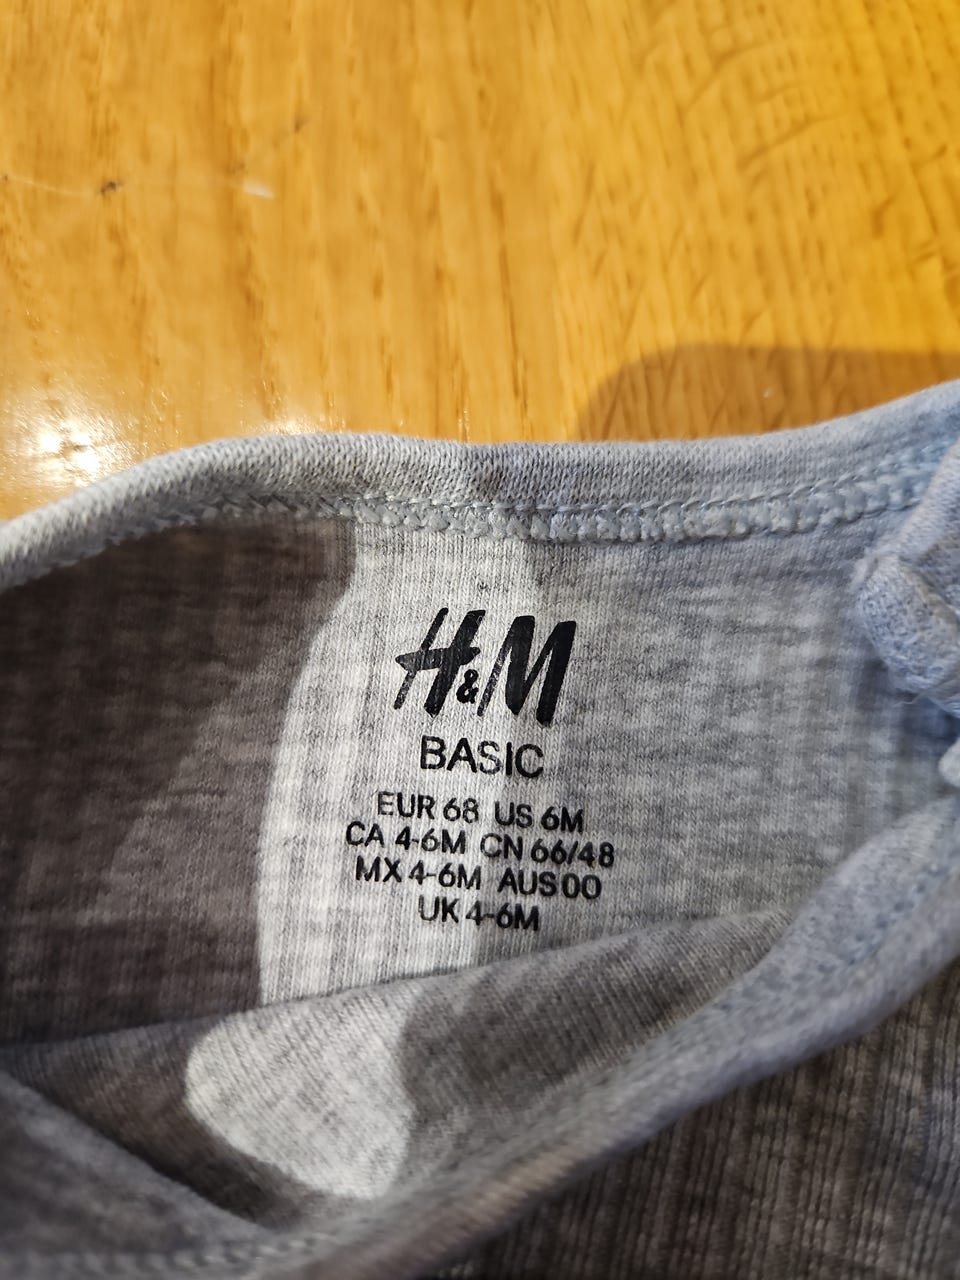 H&M
BASIC
EUR 68 US 6M
CA 4-6M CN 66/48
MX 4-6M AUS 00
UK 4-6M